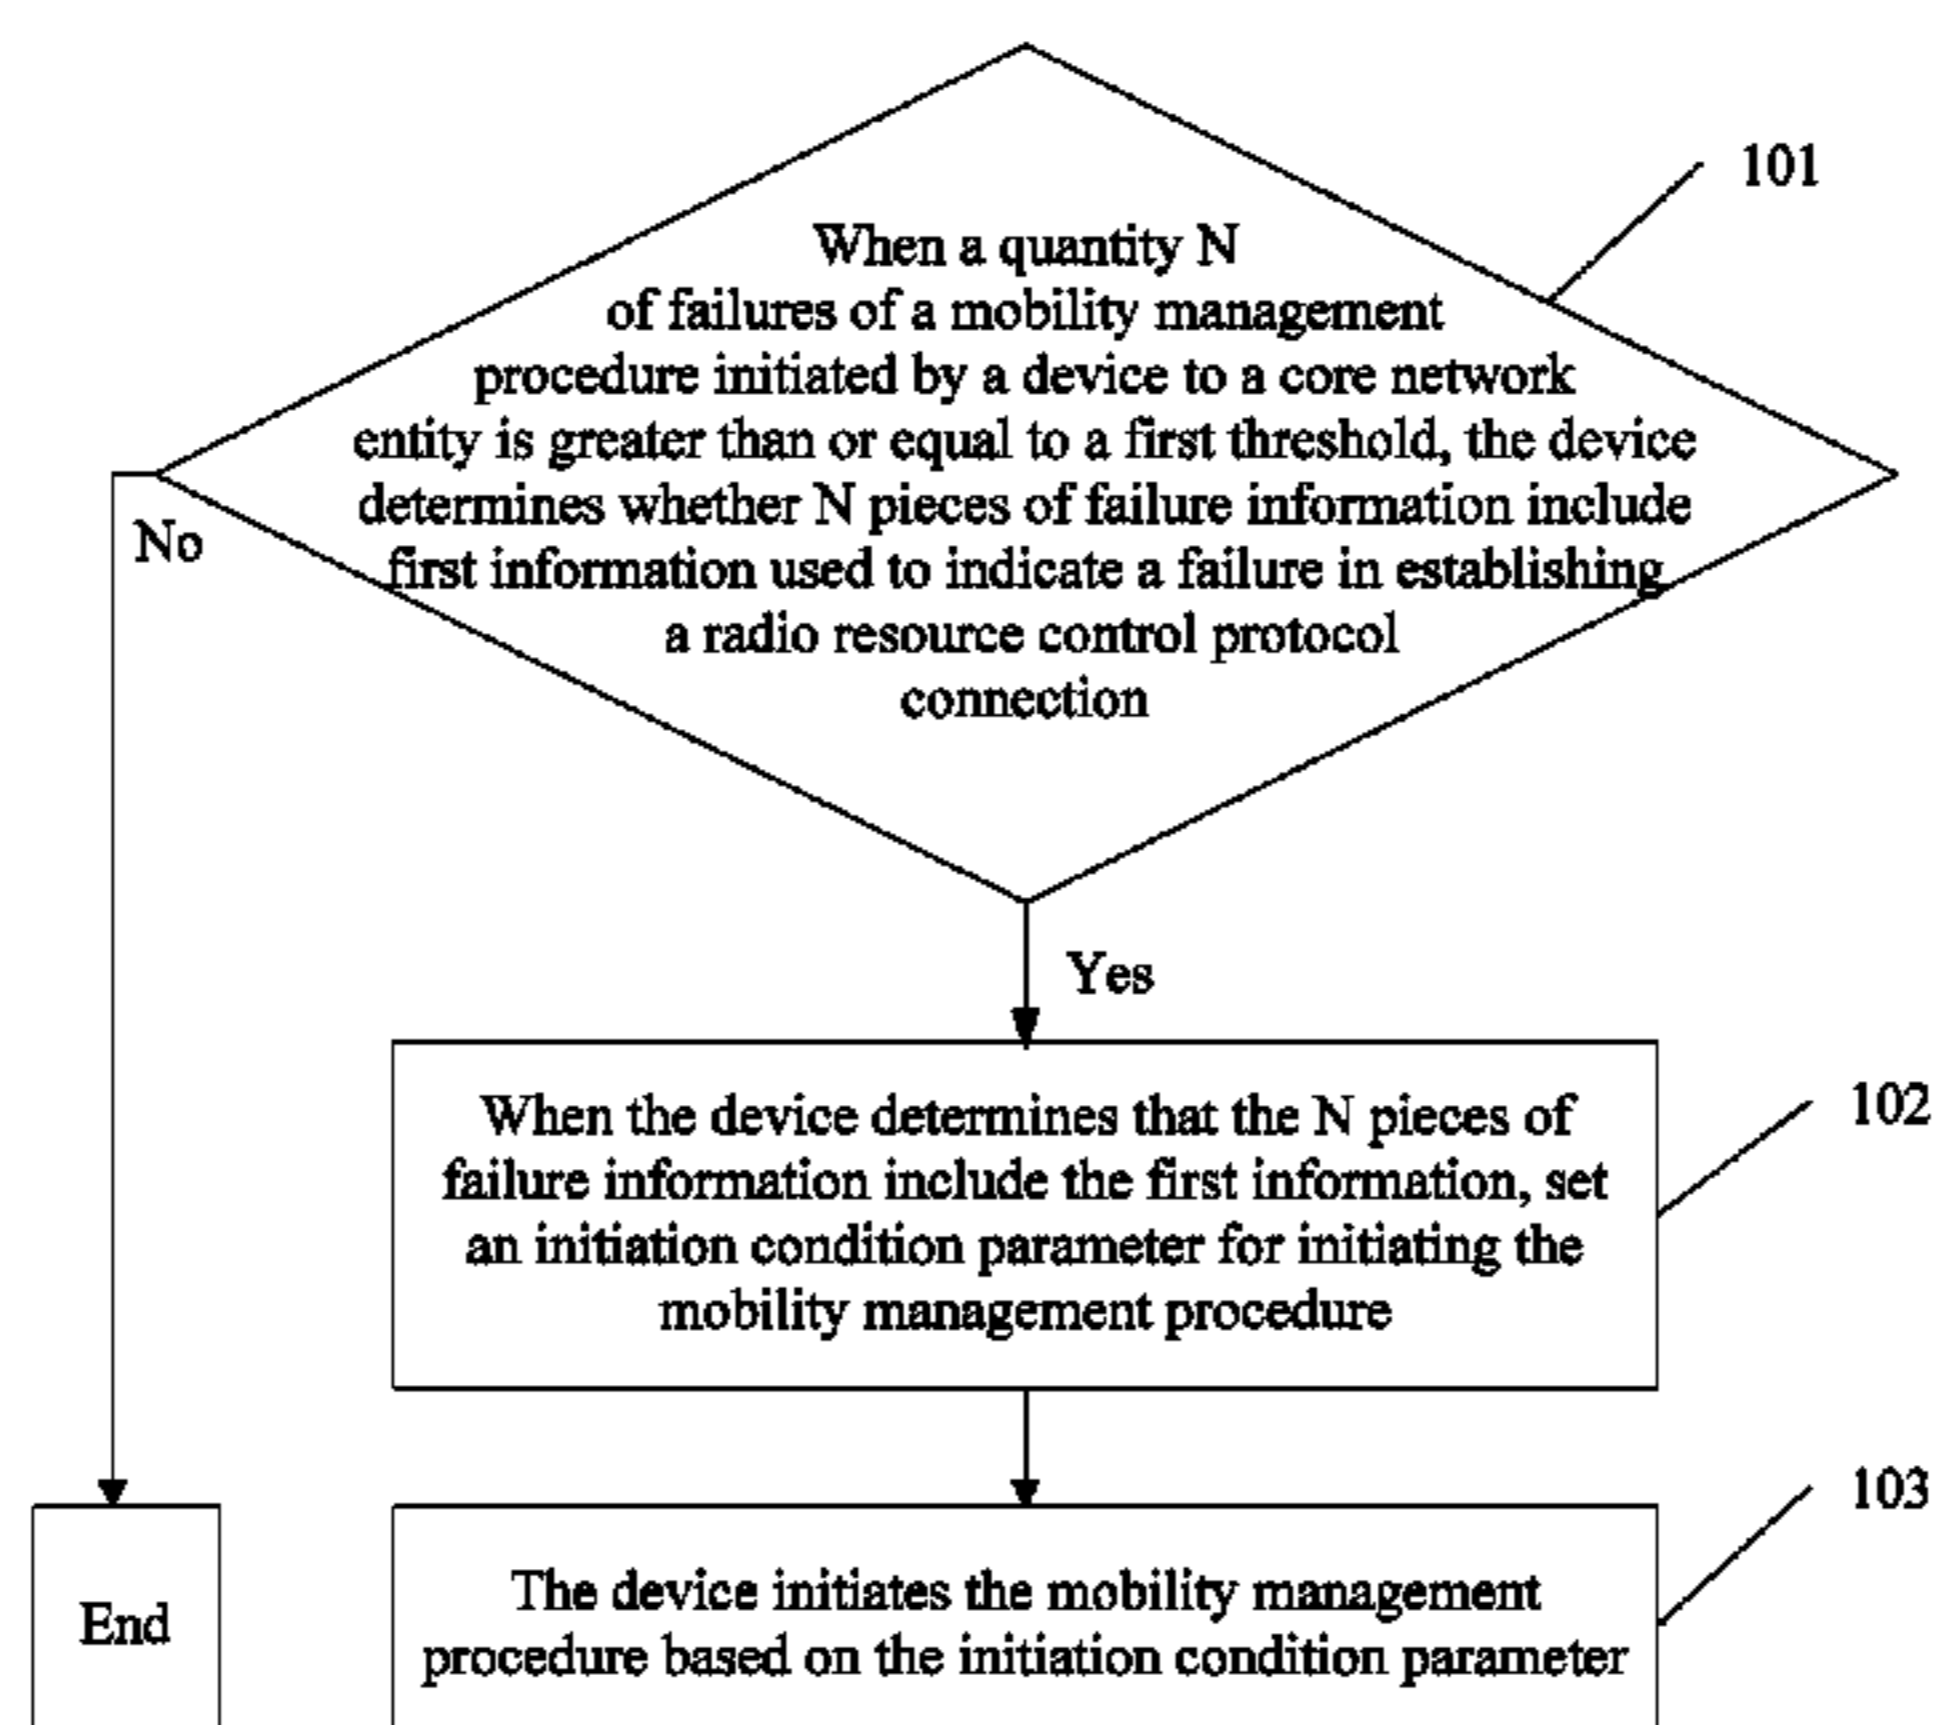 101
When a quantity N
of failures of a mobility management
procedure initiated by a device to a core network
entity is greater than or equal to a first threshold, the device
determines whether N pieces of failure information include
first information used to indicate a failure in establishing
a radio resource control protocol
connection
No
Yes
102
When the device determines that the N pieces of
failure information include the first information, set
an initiation condition parameter for initiating the
mobility management procedure
103
End
The device initiates the mobility management
procedure based on the initiation condition parameter